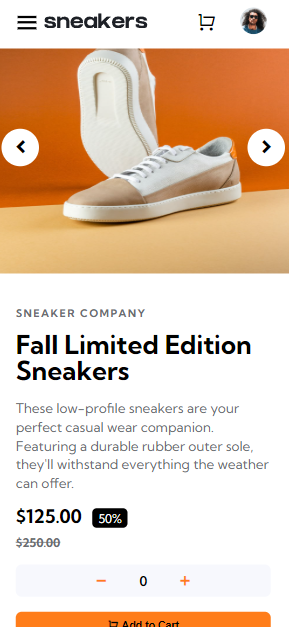 sneakers
SNEAKER COMPANY
Fall Limited Edition
Sneakers
These low-profile sneakers are your
perfect casual wear companion.
Featuring a durable rubber outer sole,
they'll withstand everything the weather
can offer.
$125.00 50%
$250.00
− 0 +
Add to Cart